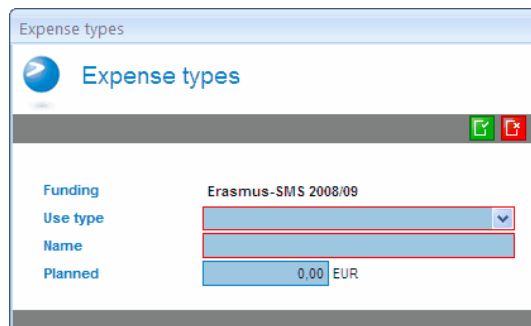 Expense types
Expense types
Funding Erasmus-SMS 2008/09
Use type
Name
Planned 0,00 EUR